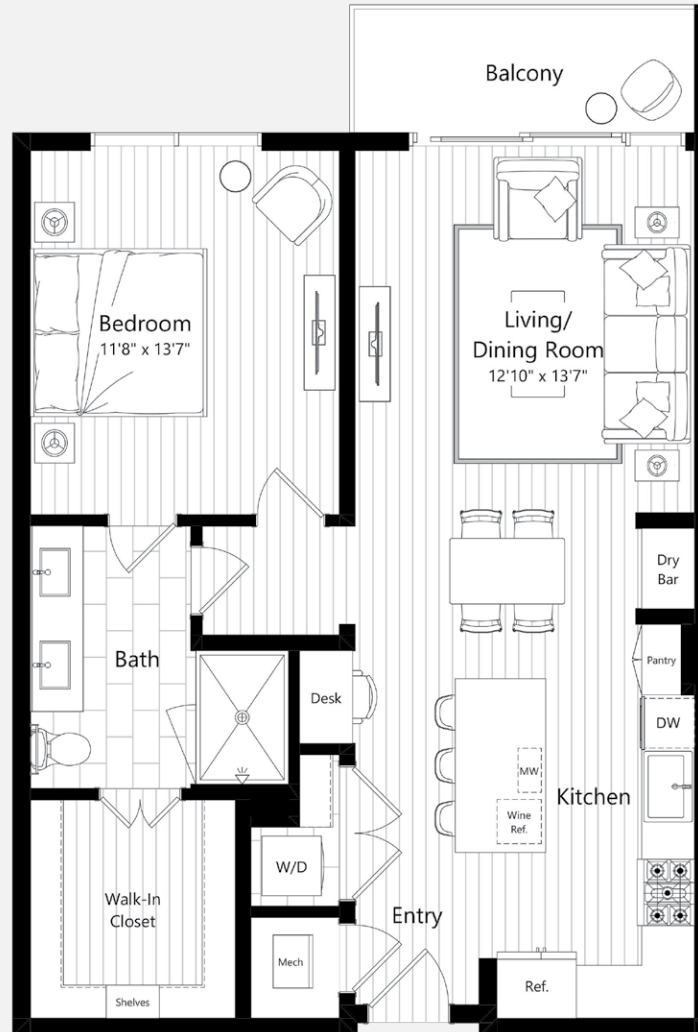 Balcony
Bedroom
11'8" x 13'7"
Living/
Dining Room
12'10" x 13'7"
Dry
Bar
Bath
Pantry
Desk
DW
MW
Kitchen
Wine
Ref.
W/D
Walk-In
Closet
Entry
Mech
Ref.
Shelves